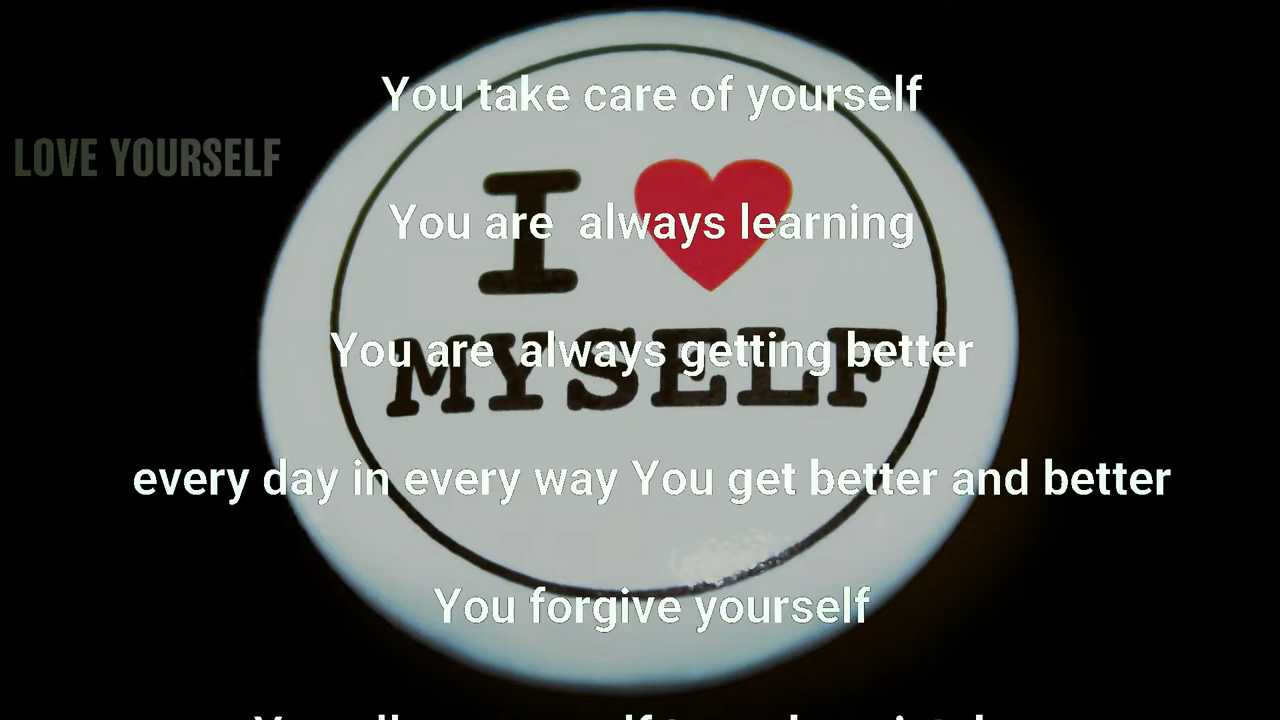 You take care of yourself
LOVE YOURSELF
I
You are  always learning
MYSELF
You are  always getting better
every day in every way You get better and better
You forgive yourself